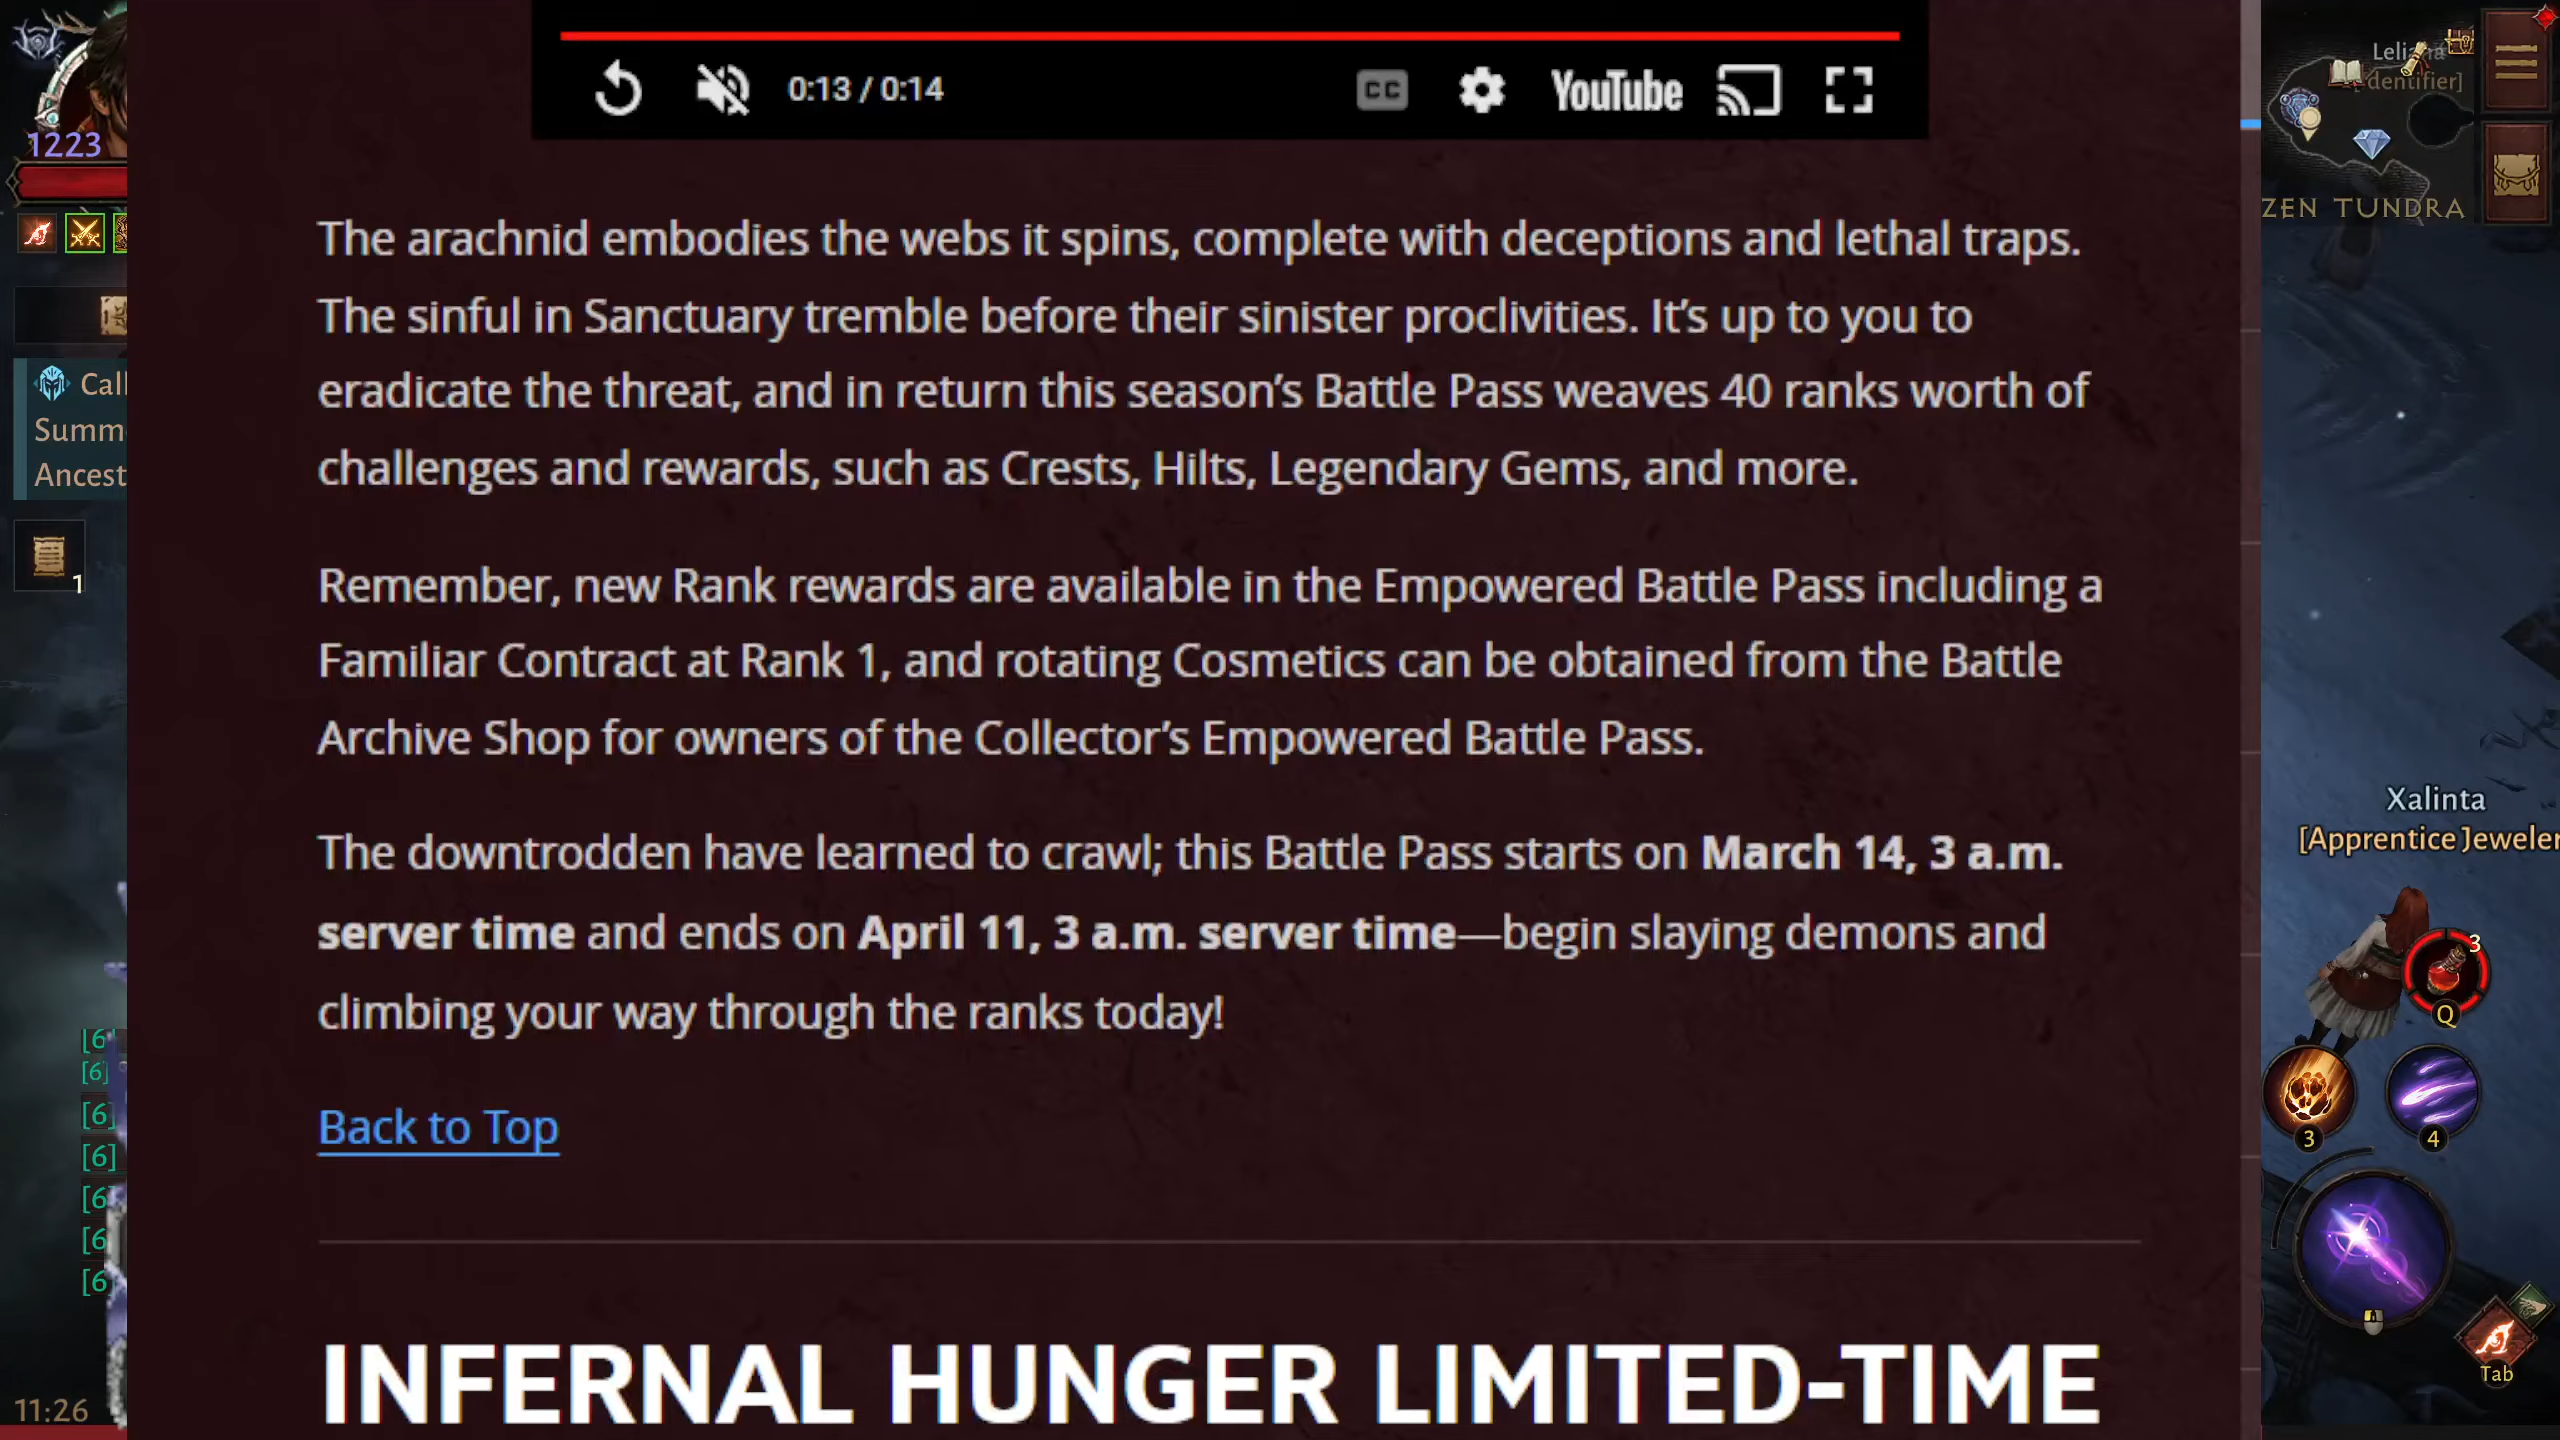 0:13 / 0:14
CC
YouTube
Leli
dentifier]
1223
ZEN TUNDRA
The arachnid embodies the webs it spins, complete with deceptions and lethal traps.
The sinful in Sanctuary tremble before their sinister proclivities. It’s up to you to
eradicate the threat, and in return this season’s Battle Pass weaves 40 ranks worth of
challenges and rewards, such as Crests, Hilts, Legendary Gems, and more.
Call
Summ
Ancest
1
Remember, new Rank rewards are available in the Empowered Battle Pass including a
Familiar Contract at Rank 1, and rotating Cosmetics can be obtained from the Battle
Archive Shop for owners of the Collector’s Empowered Battle Pass.
Xalinta
[Apprentice Jeweler
The downtrodden have learned to crawl; this Battle Pass starts on March 14, 3 a.m.
server time and ends on April 11, 3 a.m. server time—begin slaying demons and
climbing your way through the ranks today!
3
Q
[6
[6]
[6]
[6]
[6
[6
[6
Back to Top
3
4
Tab
11:26
INFERNAL HUNGER LIMITED-TIME